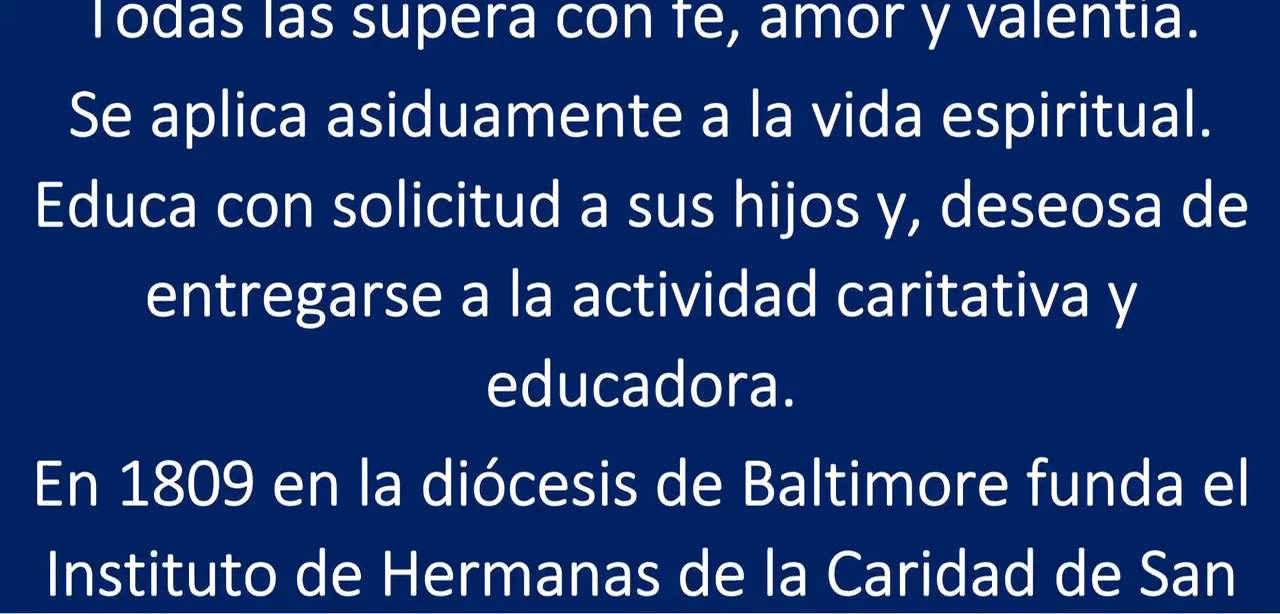 Todas las supera con fe, amor y valentía.
Se aplica asiduamente a la vida espiritual.
Educa con solicitud a sus hijos y, deseosa de
entregarse a la actividad caritativa y
educadora.
En 1809 en la diócesis de Baltimore funda el
Instituto de Hermanas de la Caridad de San